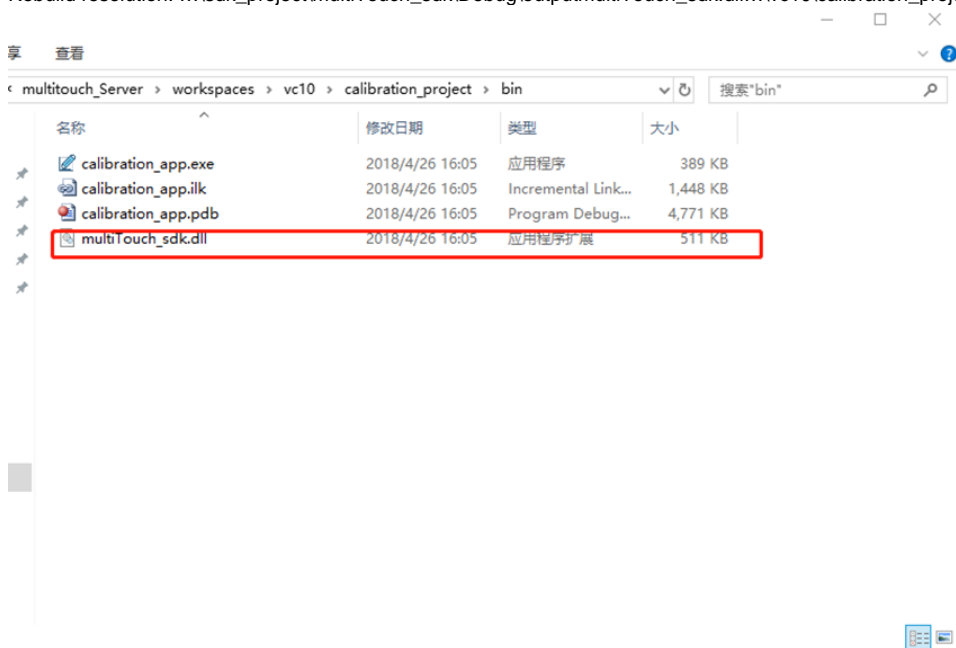 享 查看
multitouch_Server › workspaces › vc10 › calibration_project › bin
搜索"bin"
名称 修改日期 类型 大小
calibration_app.exe 2018/4/26 16:05 应用程序 389 KB
calibration_app.ilk 2018/4/26 16:05 Incremental Link... 1,448 KB
calibration_app.pdb 2018/4/26 16:05 Program Debug... 4,771 KB
multiTouch_sdk.dll 2018/4/26 16:05 应用程序扩展 511 KB